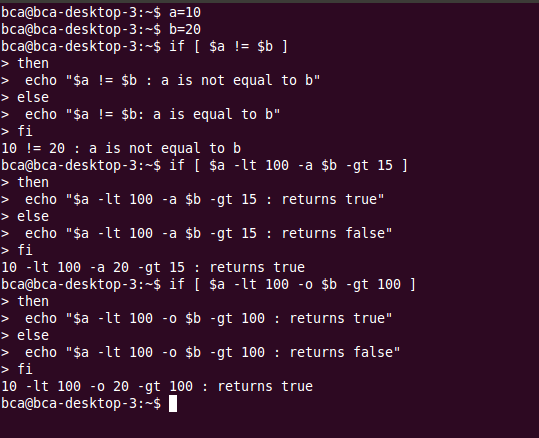 bca@bca-desktop-3:~$ a=10
bca@bca-desktop-3:~$ b=20
bca@bca-desktop-3:~$ if [ $a != $b ]
> then
>  echo "$a != $b : a is not equal to b"
> else
>  echo "$a != $b: a is equal to b"
> fi
10 != 20 : a is not equal to b
bca@bca-desktop-3:~$ if [ $a -lt 100 -a $b -gt 15 ]
> then
>  echo "$a -lt 100 -a $b -gt 15 : returns true"
> else
>  echo "$a -lt 100 -a $b -gt 15 : returns false"
> fi
10 -lt 100 -a 20 -gt 15 : returns true
bca@bca-desktop-3:~$ if [ $a -lt 100 -o $b -gt 100 ]
> then
>  echo "$a -lt 100 -o $b -gt 100 : returns true"
> else
>  echo "$a -lt 100 -o $b -gt 100 : returns false"
> fi
10 -lt 100 -o 20 -gt 100 : returns true
bca@bca-desktop-3:~$